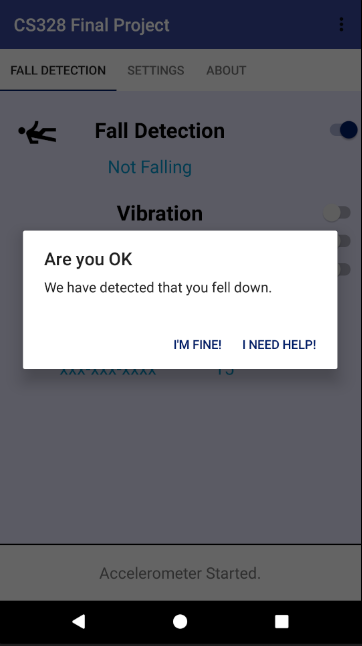 CS328 Final Project
FALL DETECTION SETTINGS ABOUT
Fall Detection
Not Falling
Vibration
Are you OK
We have detected that you fell down.
I'M FINE! I NEED HELP!
xxx-xxx-xxxx 15
Accelerometer Started.